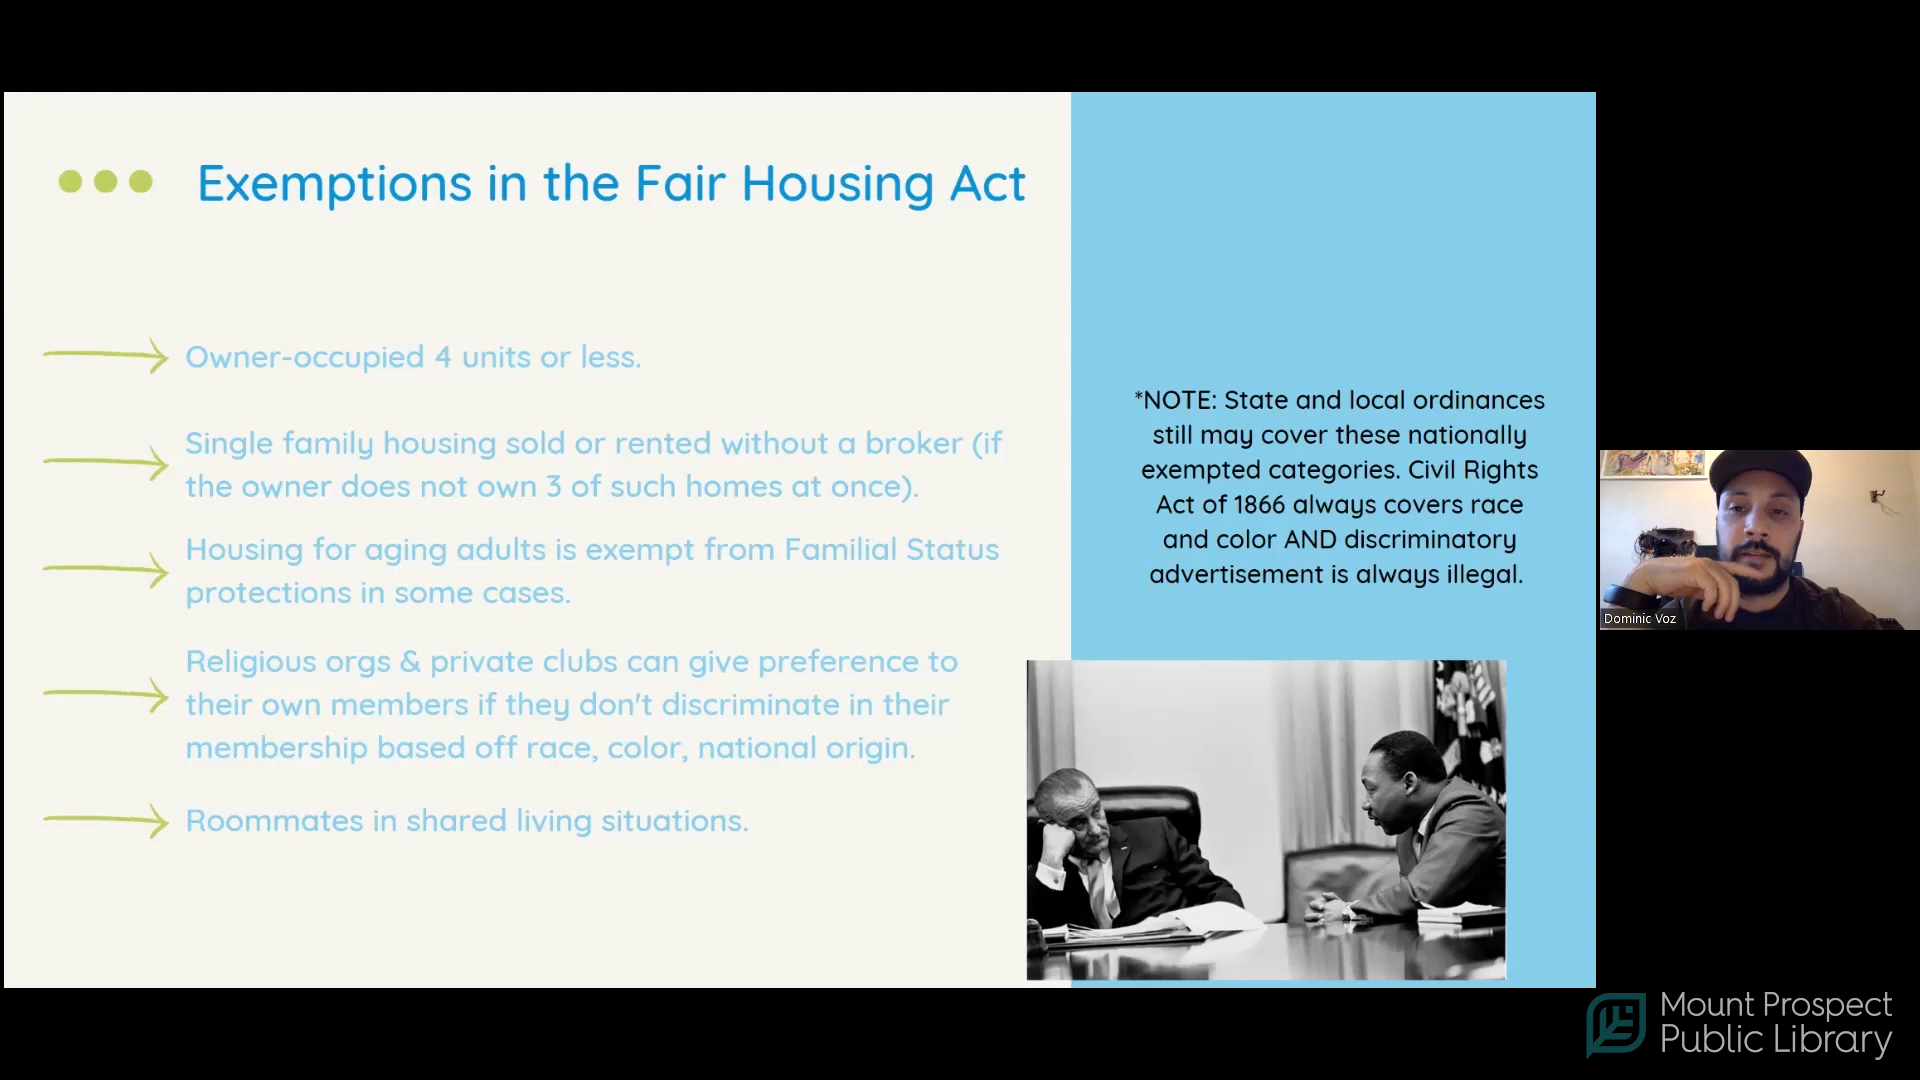 Exemptions in the Fair Housing Act
Owner-occupied 4 units or less.
Single family housing sold or rented without a broker (if
the owner does not own 3 of such homes at once).
Housing for aging adults is exempt from Familial Status
protections in some cases.
Religious orgs & private clubs can give preference to
their own members if they don't discriminate in their
membership based off race, color, national origin.
Roommates in shared living situations.
*NOTE: State and local ordinances
still may cover these nationally
exempted categories. Civil Rights
Act of 1866 always covers race
and color AND discriminatory
advertisement is always illegal.
Dominic Voz
Mount Prospect
Public Library